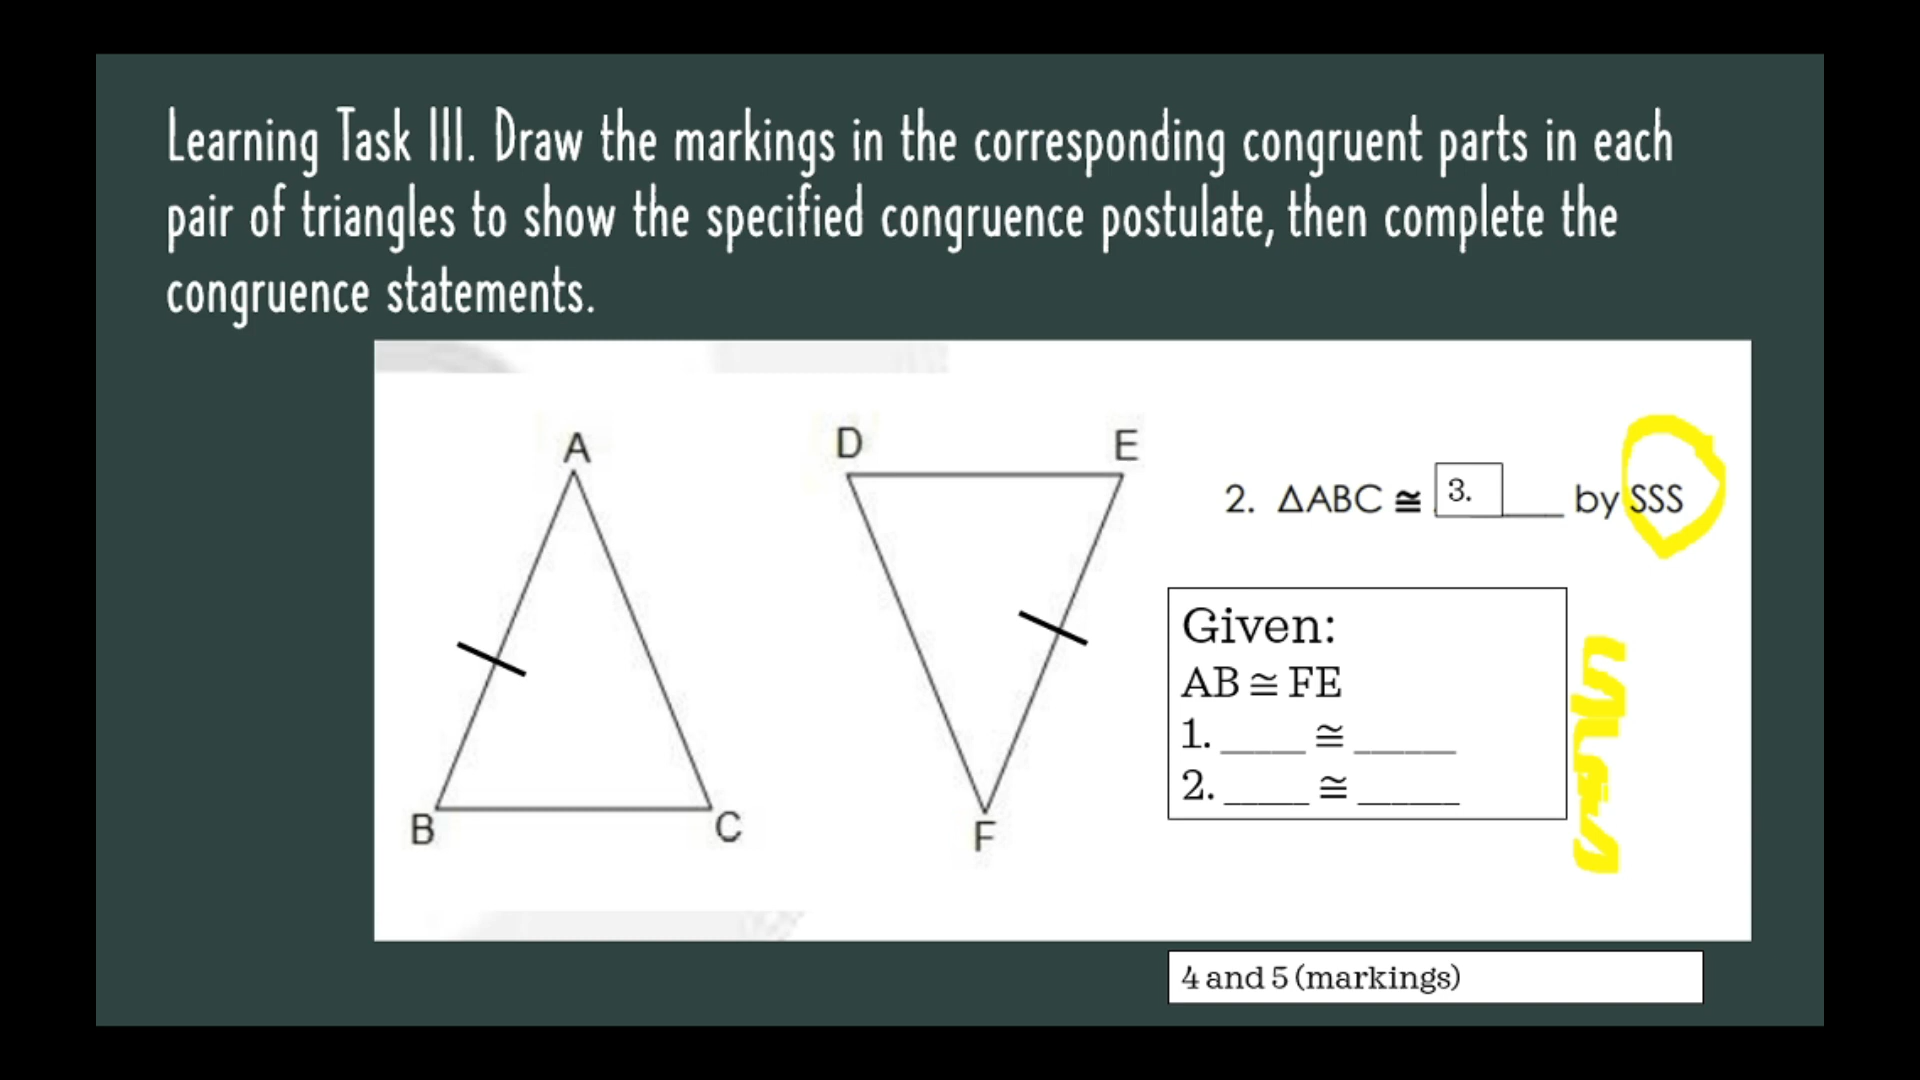 Learning Task III. Draw the markings in the corresponding congruent parts in each
pair of triangles to show the specified congruence postulate, then complete the
congruence statements.
A
B
C
D
E
F
2. ΔABC ≅ 3. ____ by SSS
Given:
AB ≅ FE
1. ____ ≅ _____
2. ____ ≅ _____
4 and 5 (markings)